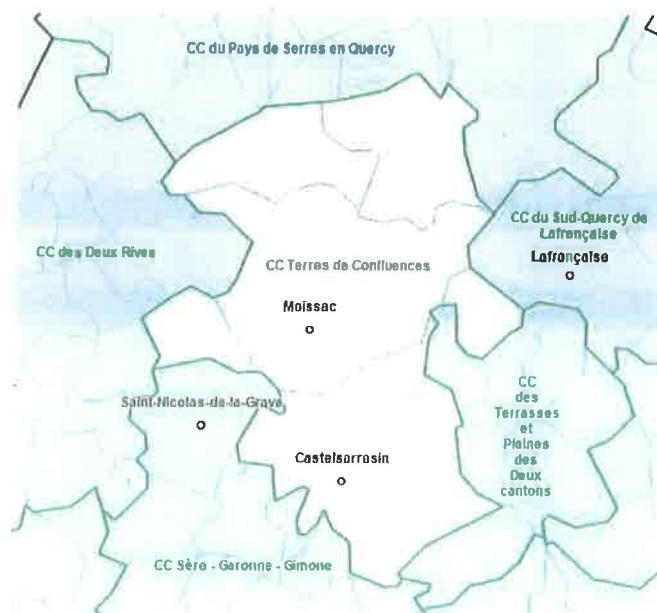 CC du Pays de Serres en Quercy
CC du Sud-Quercy de
Lafrançaise
CC des Deux Rives
CC Terres de Confluences
Lafrançaise
Moissac
CC
des
Terrasses
et
Plaines
des
Deux
cantons
Saint-Nicolas-de-la-Grave
Castelsarrasin
CC Sère - Garonne - Gimone